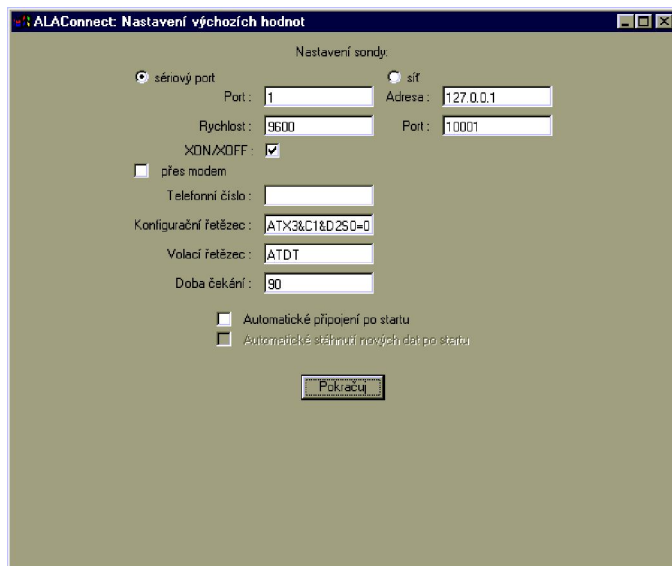 ALAConnect: Nastavení výchozích hodnot
Nastavení sondy:
sériový port síť
Port : 1 Adresa : 127.0.0.1
Rychlost : 9600 Port : 10001
XON/XOFF :
přes modem
Telefonní číslo :
Konfigurační řetězec : ATX3&C1&D2S0=0
Volací řetězec : ATDT
Doba čekání : 90
Automatické připojení po startu
Automatické stáhnutí nových dat po startu
Pokračuj